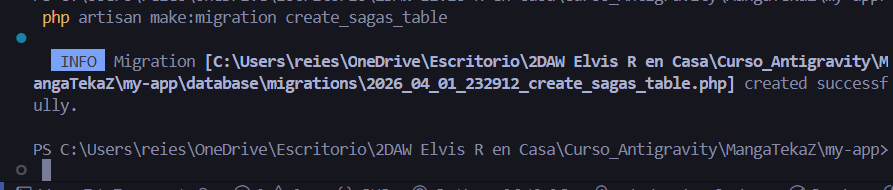 php artisan make:migration create_sagas_table
INFO Migration [C:\Users\reies\OneDrive\Escritorio\2DAW Elvis R en Casa\Curso_Antigravity\M
angaTekaZ\my-app\database\migrations\2026_04_01_232912_create_sagas_table.php] created successf
ully.
PS C:\Users\reies\OneDrive\Escritorio\2DAW Elvis R en Casa\Curso_Antigravity\MangaTekaZ\my-app>